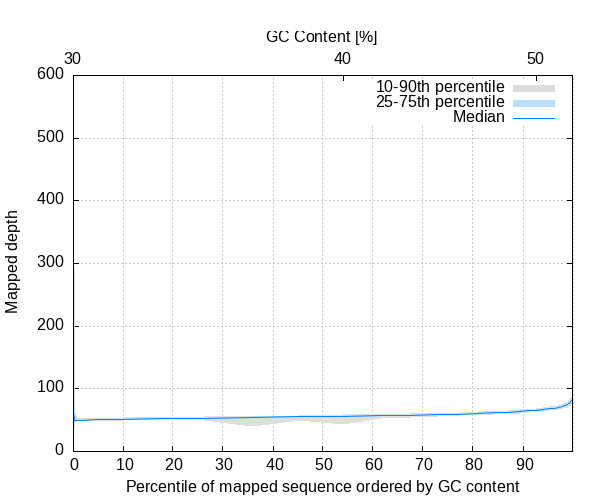 GC Content [%]
30 40 50
600
10-90th percentile
25-75th percentile
Median
500
400
300
200
100
0
Mapped depth
0 10 20 30 40 50 60 70 80 90
Percentile of mapped sequence ordered by GC content